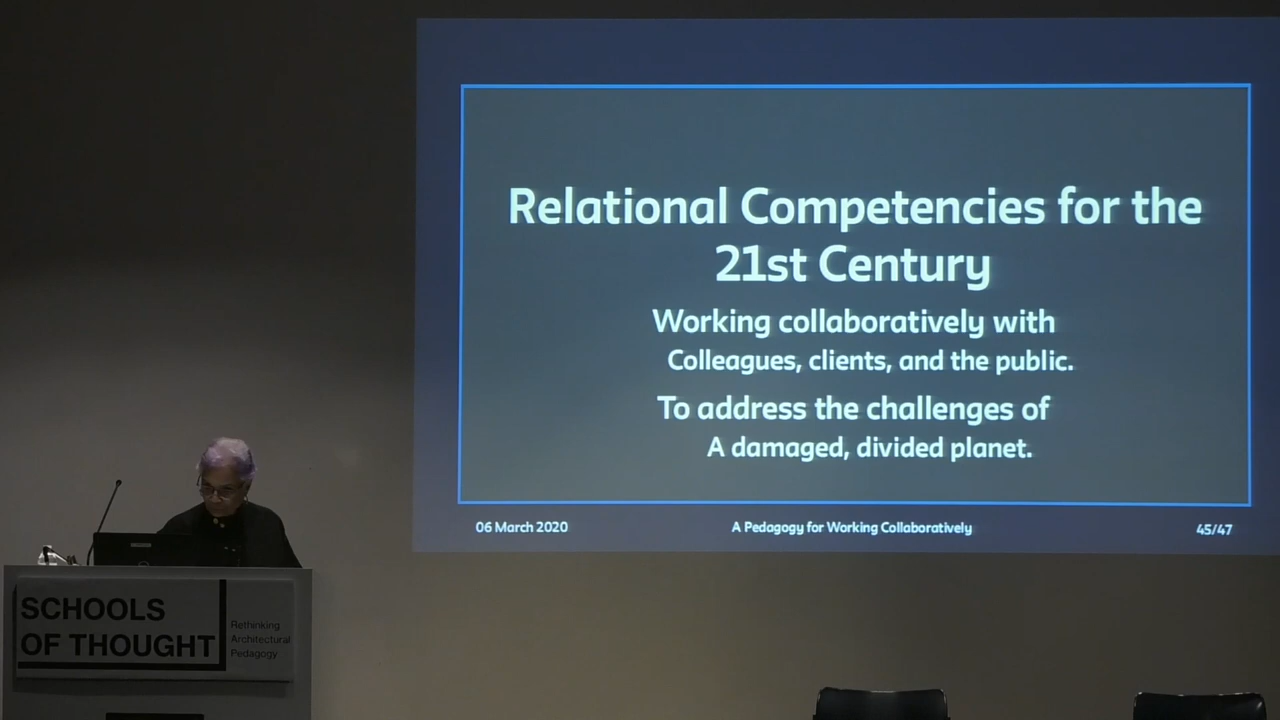 Relational Competencies for the
21st Century
Working collaboratively with
Colleagues, clients, and the public.
To address the challenges of
A damaged, divided planet.
06 March 2020
A Pedagogy for Working Collaboratively
45/47
SCHOOLS
OF THOUGHT
Rethinking
Architectural
Pedagogy